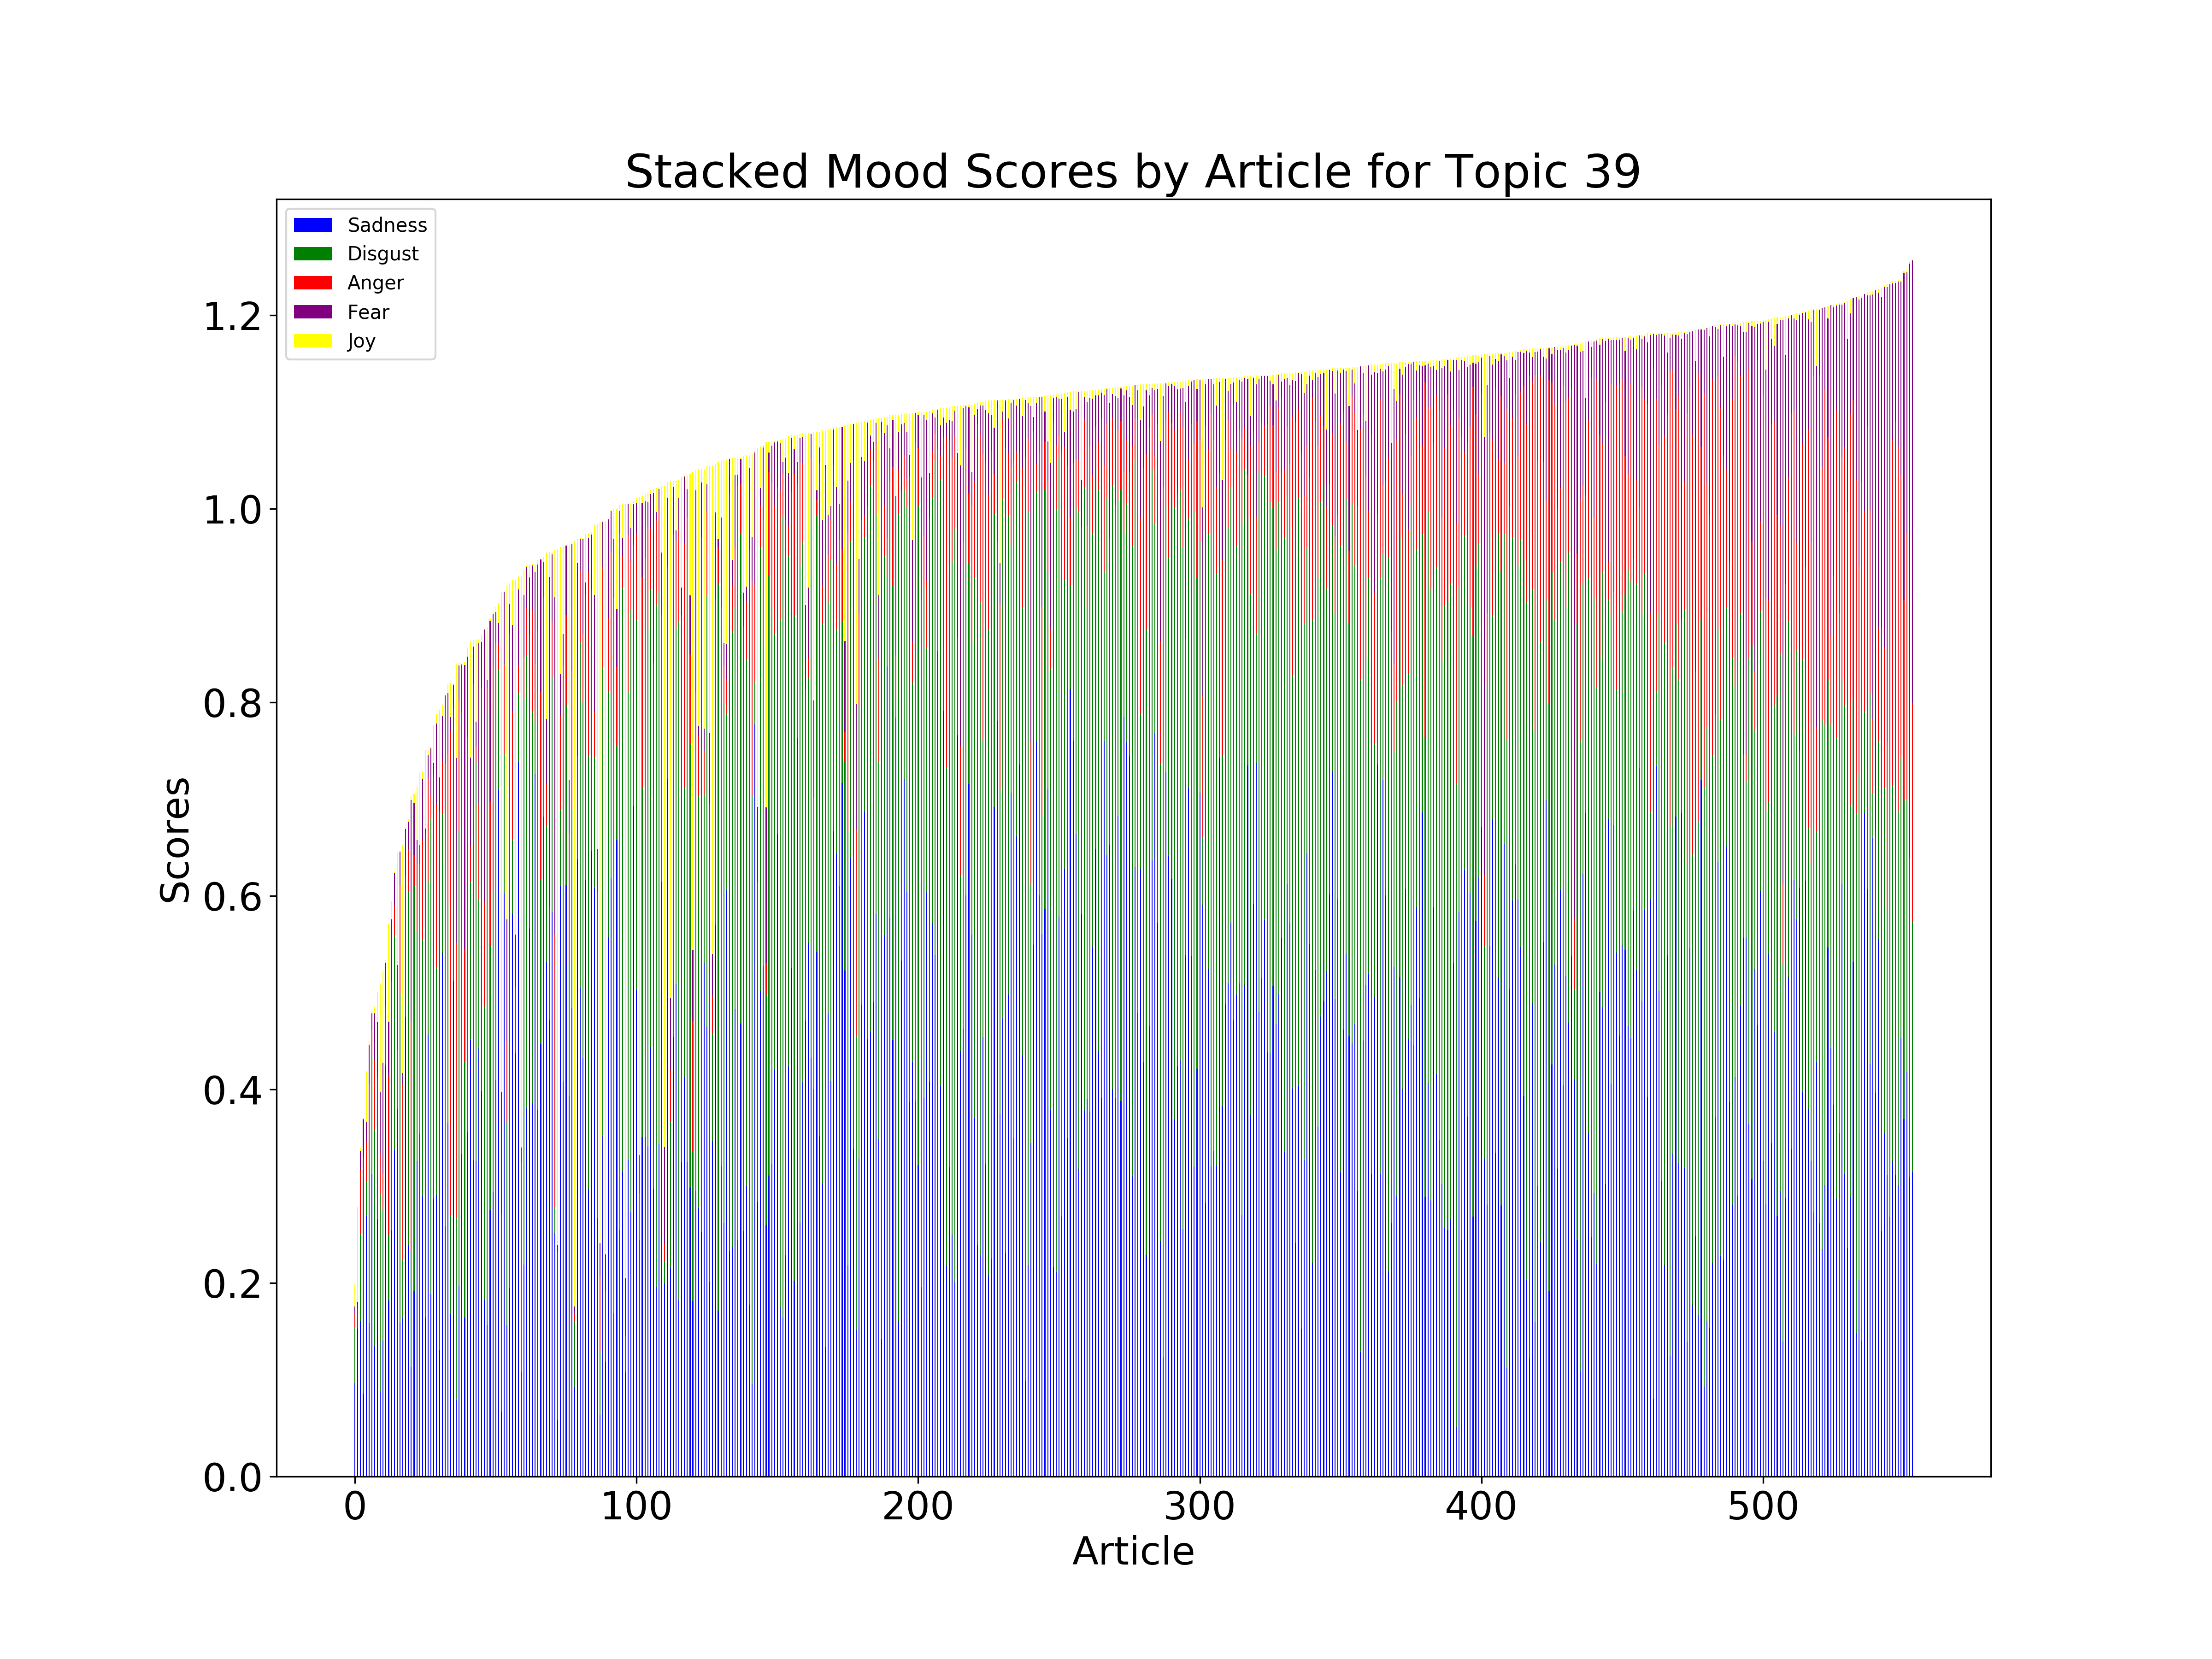 Stacked Mood Scores by Article for Topic 39
Sadness
Disgust
Anger
Fear
Joy
1.2
1.0
0.8
0.6
0.4
0.2
0.0
Scores
0 100 200 300 400 500
Article